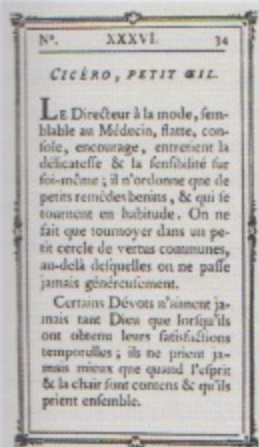 N°. XXXVI. 34
CICÉRO, PETIT ŒIL.
LE Directeur à la mode, sem-
blable au Médecin, flatte, con-
sole, encourage, entretient la
délicatesse & la sensibilité sur
soi-même ; il n'ordonne que de
petits remèdes benins, & qui se
tournent en habitude. On ne
fait que tournoyer dans un pe-
tit cercle de vertus communes,
au-delà desquelles on ne passe
jamais généreusement.
Certains Dévots n'aiment ja-
mais tant Dieu que lorsqu'ils
ont obtenu leurs satisfactions
temporelles ; ils ne prient ja-
mais mieux que quand l'esprit
& la chair sont contens & qu'ils
prient ensemble.